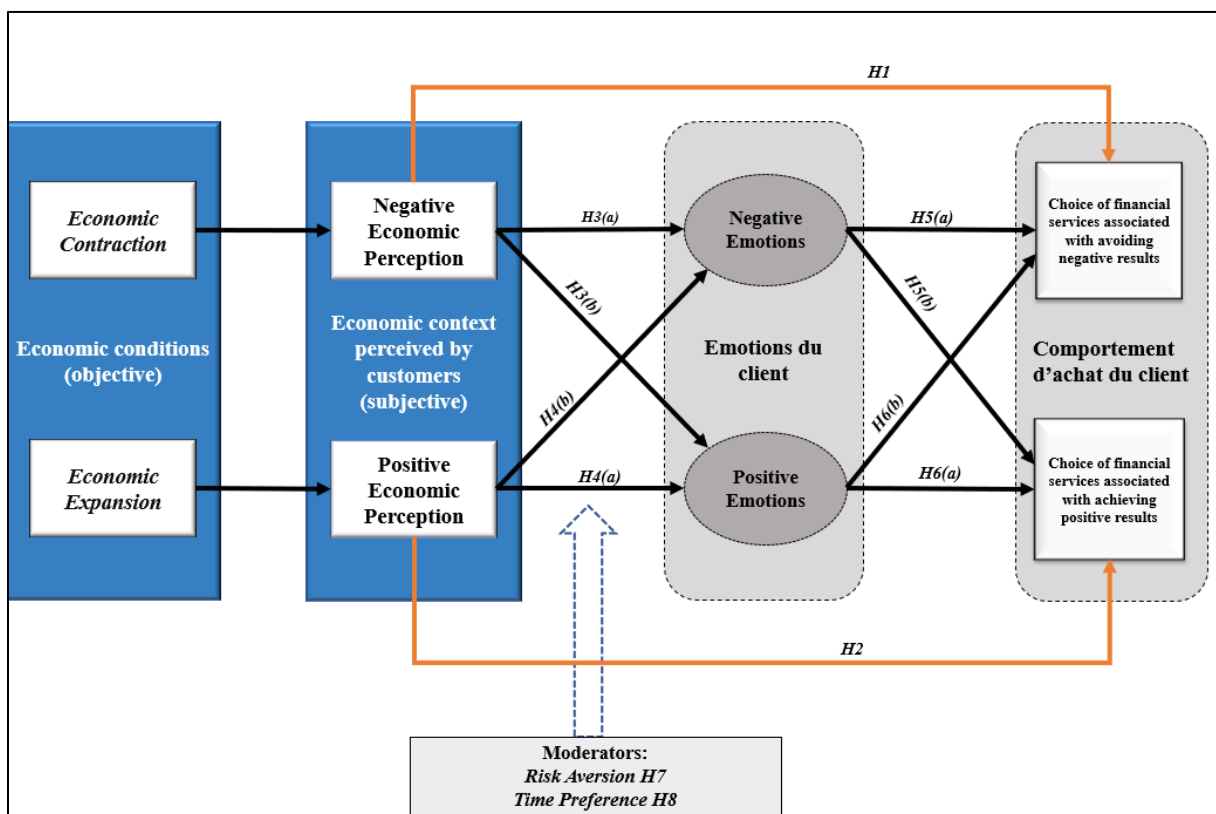 H1
Economic
Contraction
Economic conditions
(objective)
Economic
Expansion
Negative
Economic
Perception
Economic context
perceived by
customers
(subjective)
Positive
Economic
Perception
H3(a)
H3(b)
H4(b)
H4(a)
Negative
Emotions
Emotions du
client
Positive
Emotions
H5(a)
H5(b)
H6(b)
H6(a)
Choice of financial
services associated
with avoiding
negative results
Comportement
d'achat du client
Choice of financial
services associated
with achieving
positive results
H2
Moderators:
Risk Aversion H7
Time Preference H8